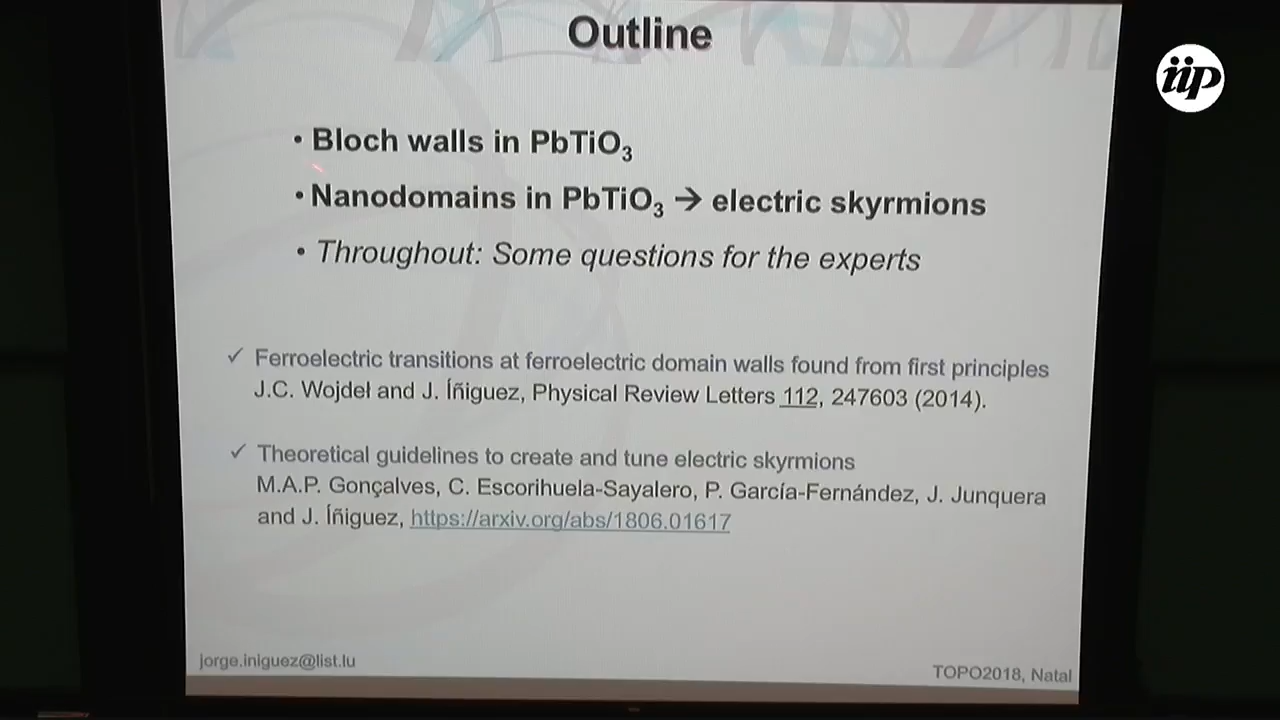 Outline
iip
• Bloch walls in PbTiO₃
• Nanodomains in PbTiO₃ → electric skyrmions
• Throughout: Some questions for the experts
✓ Ferroelectric transitions at ferroelectric domain walls found from first principles
J.C. Wojdeł and J. Íñiguez, Physical Review Letters 112, 247603 (2014).
✓ Theoretical guidelines to create and tune electric skyrmions
M.A.P. Gonçalves, C. Escorihuela-Sayalero, P. García-Fernández, J. Junquera
and J. Íñiguez, https://arxiv.org/abs/1806.01617
jorge.iniguez@list.lu
TOPO2018, Natal